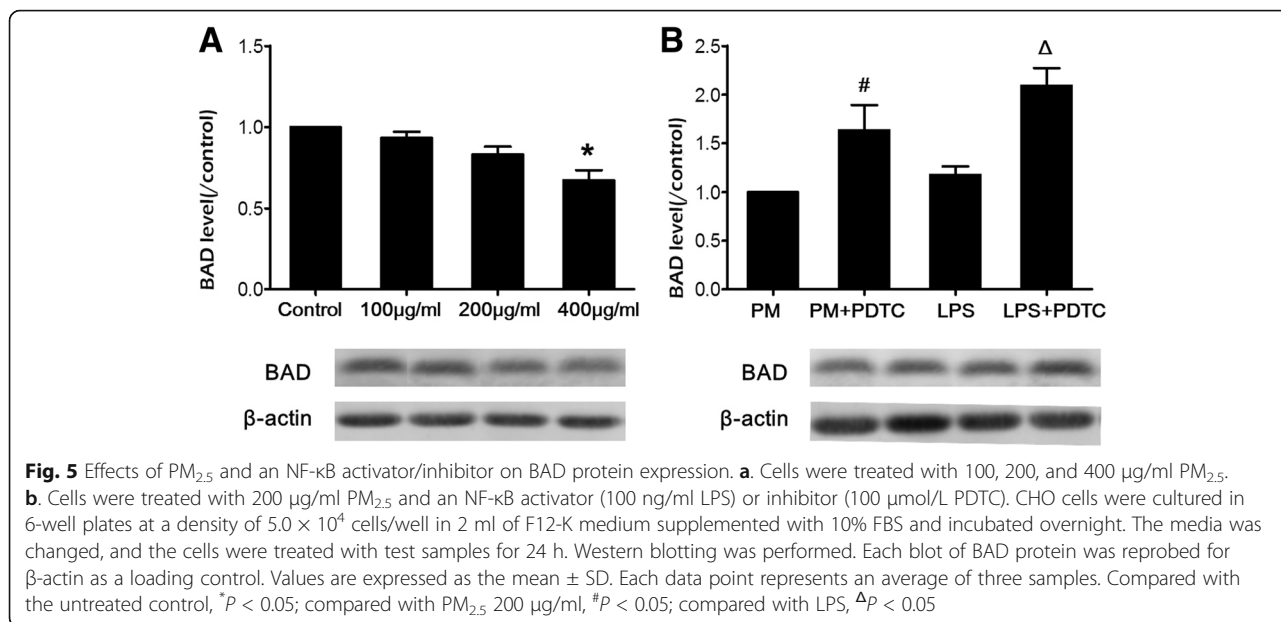 A
B
1.5
1.0
0.5
0.0
BAD level(/control)
*
Control 100μg/ml 200μg/ml 400μg/ml
2.5
2.0
1.5
1.0
0.5
0.0
BAD level(/control)
#
Δ
PM PM+PDTC LPS LPS+PDTC
BAD
β-actin
BAD
β-actin
Fig. 5 Effects of PM2.5 and an NF-κB activator/inhibitor on BAD protein expression. a. Cells were treated with 100, 200, and 400 μg/ml PM2.5.
b. Cells were treated with 200 μg/ml PM2.5 and an NF-κB activator (100 ng/ml LPS) or inhibitor (100 μmol/L PDTC). CHO cells were cultured in
6-well plates at a density of 5.0 × 10⁴ cells/well in 2 ml of F12-K medium supplemented with 10% FBS and incubated overnight. The media was
changed, and the cells were treated with test samples for 24 h. Western blotting was performed. Each blot of BAD protein was reprobed for
β-actin as a loading control. Values are expressed as the mean ± SD. Each data point represents an average of three samples. Compared with
the untreated control, *P < 0.05; compared with PM2.5 200 μg/ml, #P < 0.05; compared with LPS, ΔP < 0.05